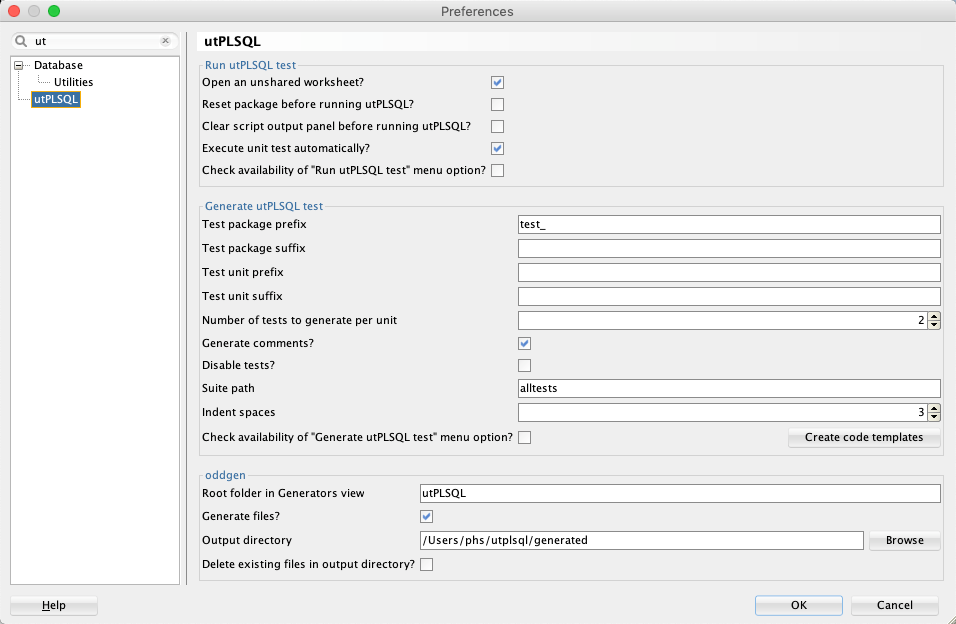 Preferences
ut
Database
Utilities
utPLSQL
utPLSQL
Run utPLSQL test
Open an unshared worksheet?
Reset package before running utPLSQL?
Clear script output panel before running utPLSQL?
Execute unit test automatically?
Check availability of "Run utPLSQL test" menu option?
Generate utPLSQL test
Test package prefix test_
Test package suffix
Test unit prefix
Test unit suffix
Number of tests to generate per unit 2
Generate comments?
Disable tests?
Suite path alltests
Indent spaces 3
Check availability of "Generate utPLSQL test" menu option? Create code templates
oddgen
Root folder in Generators view utPLSQL
Generate files?
Output directory /Users/phs/utplsql/generated Browse
Delete existing files in output directory?
Help OK Cancel